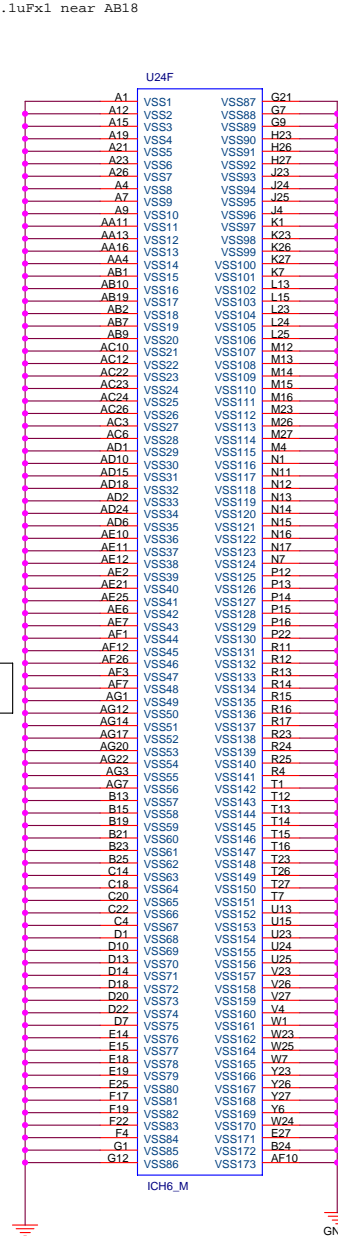 .1uFx1 near AB18
U24F
A1 VSS1 VSS87 G21
A12 VSS2 VSS88 G7
A15 VSS3 VSS89 G9
A19 VSS4 VSS90 H23
A21 VSS5 VSS91 H26
A23 VSS6 VSS92 H27
A26 VSS7 VSS93 J23
A4 VSS8 VSS94 J24
A7 VSS9 VSS95 J25
A9 VSS10 VSS96 J4
AA11 VSS11 VSS97 K1
AA13 VSS12 VSS98 K23
AA16 VSS13 VSS99 K26
AA4 VSS14 VSS100 K27
AB1 VSS15 VSS101 K7
AB10 VSS16 VSS102 L13
AB19 VSS17 VSS103 L15
AB2 VSS18 VSS104 L23
AB7 VSS19 VSS105 L24
AB9 VSS20 VSS106 L25
AC10 VSS21 VSS107 M12
AC12 VSS22 VSS108 M13
AC22 VSS23 VSS109 M14
AC23 VSS24 VSS110 M15
AC24 VSS25 VSS111 M16
AC26 VSS26 VSS112 M23
AC3 VSS27 VSS113 M26
AC6 VSS28 VSS114 M27
AD1 VSS29 VSS115 M4
AD10 VSS30 VSS116 N1
AD15 VSS31 VSS117 N11
AD18 VSS32 VSS118 N12
AD2 VSS33 VSS119 N13
AD24 VSS34 VSS120 N14
AD6 VSS35 VSS121 N15
AE10 VSS36 VSS122 N16
AE11 VSS37 VSS123 N17
AE12 VSS38 VSS124 N7
AE2 VSS39 VSS125 P12
AE21 VSS40 VSS126 P13
AE25 VSS41 VSS127 P14
AE6 VSS42 VSS128 P15
AE7 VSS43 VSS129 P16
AF1 VSS44 VSS130 P22
AF12 VSS45 VSS131 R11
AF26 VSS46 VSS132 R12
AF3 VSS47 VSS133 R13
AF7 VSS48 VSS134 R14
AG1 VSS49 VSS135 R15
AG12 VSS50 VSS136 R16
AG14 VSS51 VSS137 R17
AG17 VSS52 VSS138 R23
AG20 VSS53 VSS139 R24
AG22 VSS54 VSS140 R25
AG3 VSS55 VSS141 R4
AG7 VSS56 VSS142 T1
B13 VSS57 VSS143 T12
B15 VSS58 VSS144 T13
B19 VSS59 VSS145 T14
B21 VSS60 VSS146 T15
B23 VSS61 VSS147 T16
B25 VSS62 VSS148 T23
C14 VSS63 VSS149 T26
C18 VSS64 VSS150 T27
C20 VSS65 VSS151 T7
C22 VSS66 VSS152 U13
C4 VSS67 VSS153 U15
D1 VSS68 VSS154 U23
D10 VSS69 VSS155 U24
D13 VSS70 VSS156 U25
D14 VSS71 VSS157 V23
D18 VSS72 VSS158 V26
D20 VSS73 VSS159 V27
D22 VSS74 VSS160 V4
D7 VSS75 VSS161 W1
E14 VSS76 VSS162 W23
E15 VSS77 VSS164 W25
E18 VSS78 VSS165 W7
E19 VSS79 VSS166 Y23
E25 VSS80 VSS167 Y26
F17 VSS81 VSS168 Y27
F19 VSS82 VSS169 Y6
F22 VSS83 VSS170 W24
F4 VSS84 VSS171 E27
G1 VSS85 VSS172 B24
G12 VSS86 VSS173 AF10
ICH6_M